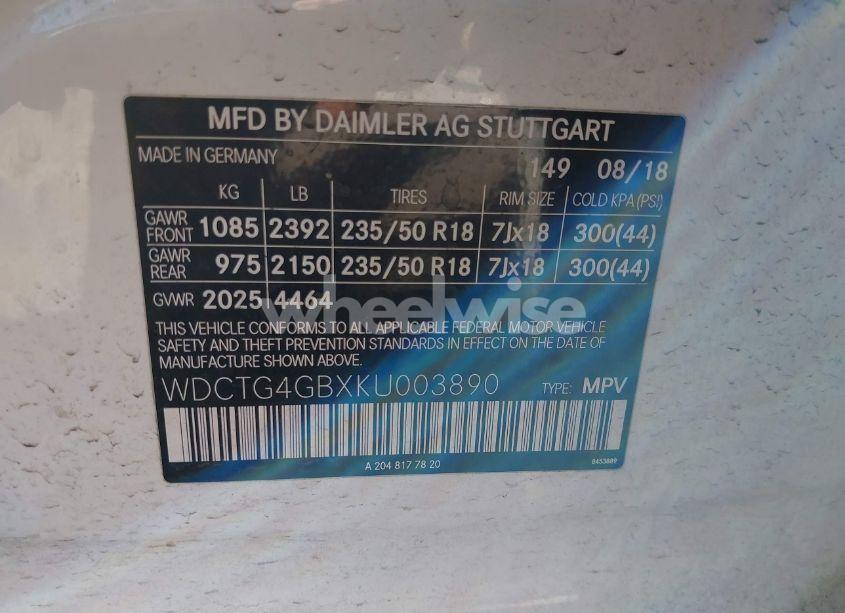 MFD BY DAIMLER AG STUTTGART
MADE IN GERMANY 149 08/18
KG LB TIRES RIM SIZE COLD KPA(PSI)
GAWR FRONT 1085 2392 235/50 R18 7Jx18 300(44)
GAWR REAR 975 2150 235/50 R18 7Jx18 300(44)
GVWR 2025 4464
wheelwise
THIS VEHICLE CONFORMS TO ALL APPLICABLE FEDERAL MOTOR VEHICLE
SAFETY AND THEFT PREVENTION STANDARDS IN EFFECT ON THE DATE OF
MANUFACTURE SHOWN ABOVE.
WDCTG4GBXKU003890 TYPE: MPV
A 204 817 78 20 8453889